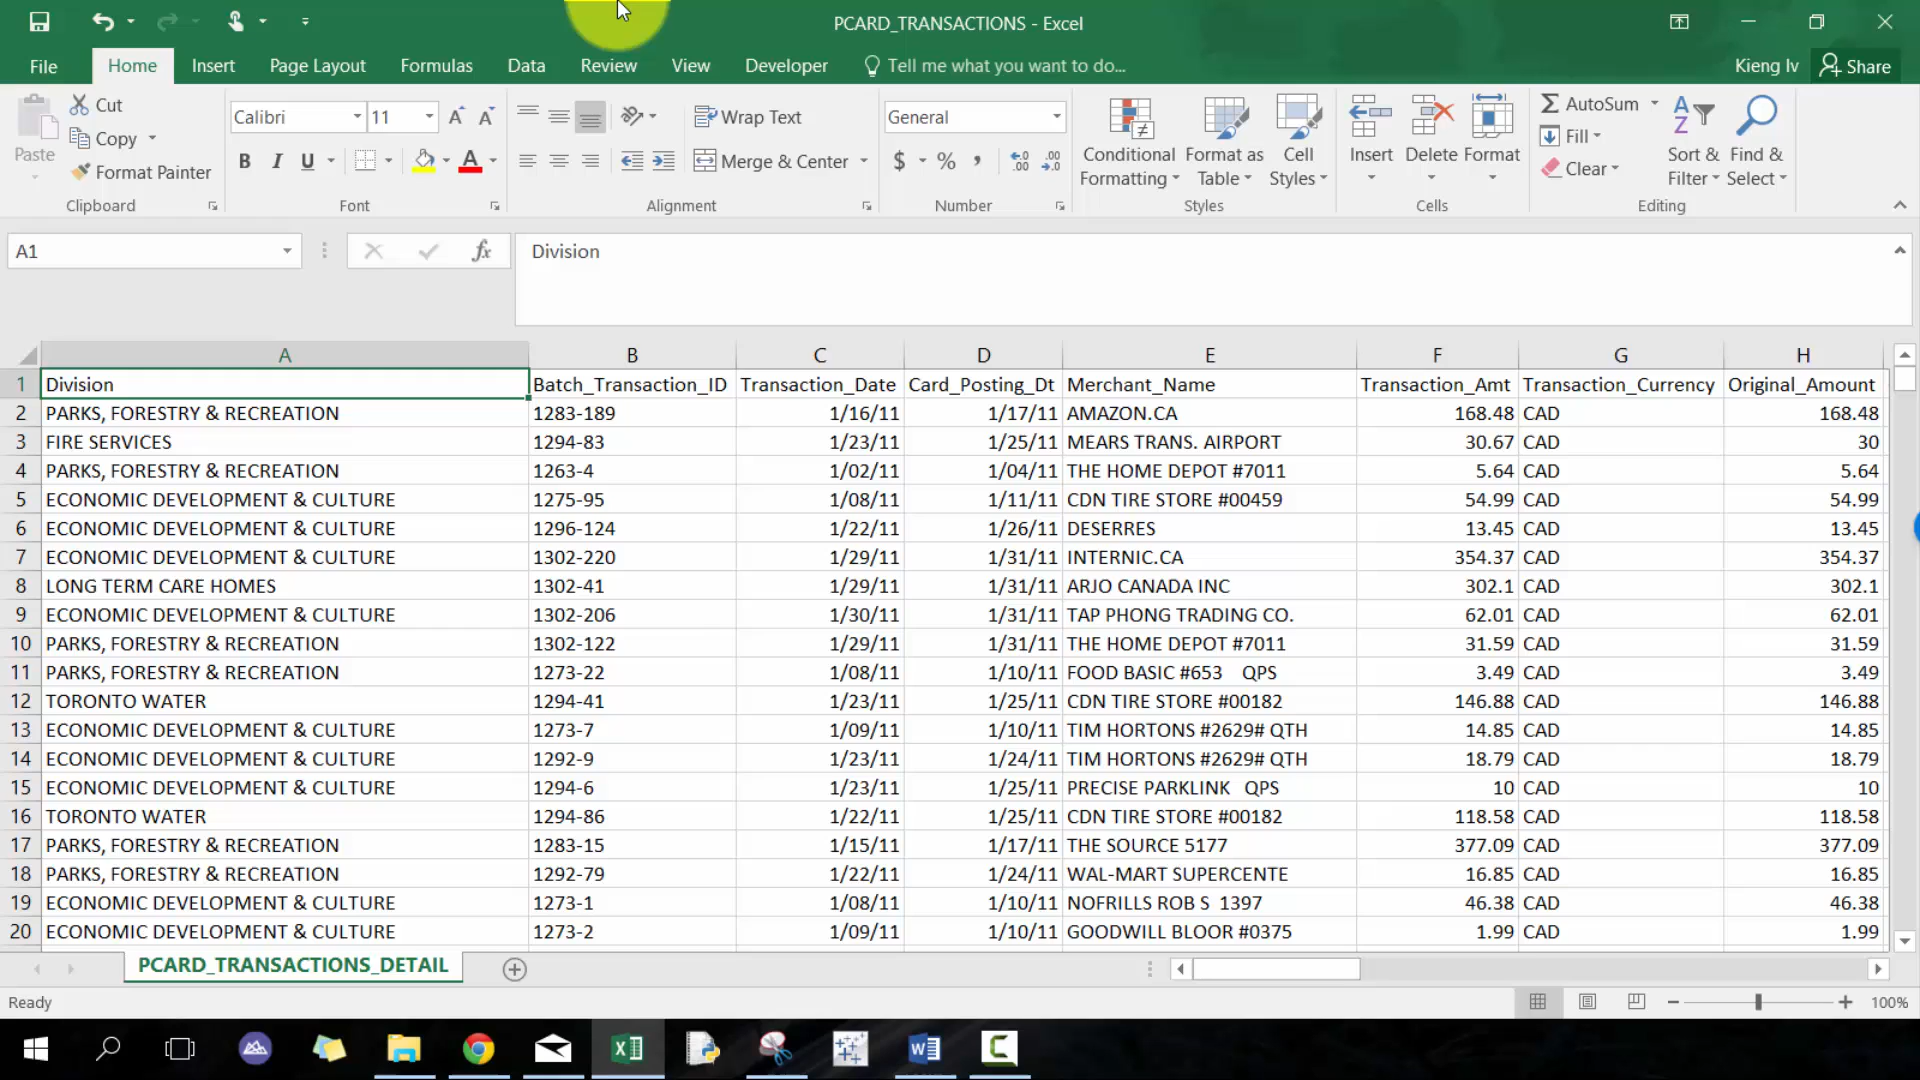 PCARD_TRANSACTIONS - Excel
File Home Insert Page Layout Formulas Data Review View Developer Tell me what you want to do... Kieng Iv Share
Cut
Copy
Format Painter
Paste
Clipboard
Calibri 11
B I U A
Font
Wrap Text
Merge & Center
Alignment
General
$ % ,
Number
Conditional Formatting
Format as Table
Cell Styles
Styles
Insert Delete Format
Cells
AutoSum
Fill
Clear
Sort & Filter
Find & Select
Editing
A1 fx Division
A B C D E F G H
1 Division Batch_Transaction_ID Transaction_Date Card_Posting_Dt Merchant_Name Transaction_Amt Transaction_Currency Original_Amount
2 PARKS, FORESTRY & RECREATION 1283-189 1/16/11 1/17/11 AMAZON.CA 168.48 CAD 168.48
3 FIRE SERVICES 1294-83 1/23/11 1/25/11 MEARS TRANS. AIRPORT 30.67 CAD 30
4 PARKS, FORESTRY & RECREATION 1263-4 1/02/11 1/04/11 THE HOME DEPOT #7011 5.64 CAD 5.64
5 ECONOMIC DEVELOPMENT & CULTURE 1275-95 1/08/11 1/11/11 CDN TIRE STORE #00459 54.99 CAD 54.99
6 ECONOMIC DEVELOPMENT & CULTURE 1296-124 1/22/11 1/26/11 DESERRES 13.45 CAD 13.45
7 ECONOMIC DEVELOPMENT & CULTURE 1302-220 1/29/11 1/31/11 INTERNIC.CA 354.37 CAD 354.37
8 LONG TERM CARE HOMES 1302-41 1/29/11 1/31/11 ARJO CANADA INC 302.1 CAD 302.1
9 ECONOMIC DEVELOPMENT & CULTURE 1302-206 1/30/11 1/31/11 TAP PHONG TRADING CO. 62.01 CAD 62.01
10 PARKS, FORESTRY & RECREATION 1302-122 1/29/11 1/31/11 THE HOME DEPOT #7011 31.59 CAD 31.59
11 PARKS, FORESTRY & RECREATION 1273-22 1/08/11 1/10/11 FOOD BASIC #653 QPS 3.49 CAD 3.49
12 TORONTO WATER 1294-41 1/23/11 1/25/11 CDN TIRE STORE #00182 146.88 CAD 146.88
13 ECONOMIC DEVELOPMENT & CULTURE 1273-7 1/09/11 1/10/11 TIM HORTONS #2629# QTH 14.85 CAD 14.85
14 ECONOMIC DEVELOPMENT & CULTURE 1292-9 1/23/11 1/24/11 TIM HORTONS #2629# QTH 18.79 CAD 18.79
15 ECONOMIC DEVELOPMENT & CULTURE 1294-6 1/23/11 1/25/11 PRECISE PARKLINK QPS 10 CAD 10
16 TORONTO WATER 1294-86 1/22/11 1/25/11 CDN TIRE STORE #00182 118.58 CAD 118.58
17 PARKS, FORESTRY & RECREATION 1283-15 1/15/11 1/17/11 THE SOURCE 5177 377.09 CAD 377.09
18 PARKS, FORESTRY & RECREATION 1292-79 1/22/11 1/24/11 WAL-MART SUPERCENTE 16.85 CAD 16.85
19 ECONOMIC DEVELOPMENT & CULTURE 1273-1 1/08/11 1/10/11 NOFRILLS ROB S 1397 46.38 CAD 46.38
20 ECONOMIC DEVELOPMENT & CULTURE 1273-2 1/09/11 1/10/11 GOODWILL BLOOR #0375 1.99 CAD 1.99
PCARD_TRANSACTIONS_DETAIL
Ready 100%